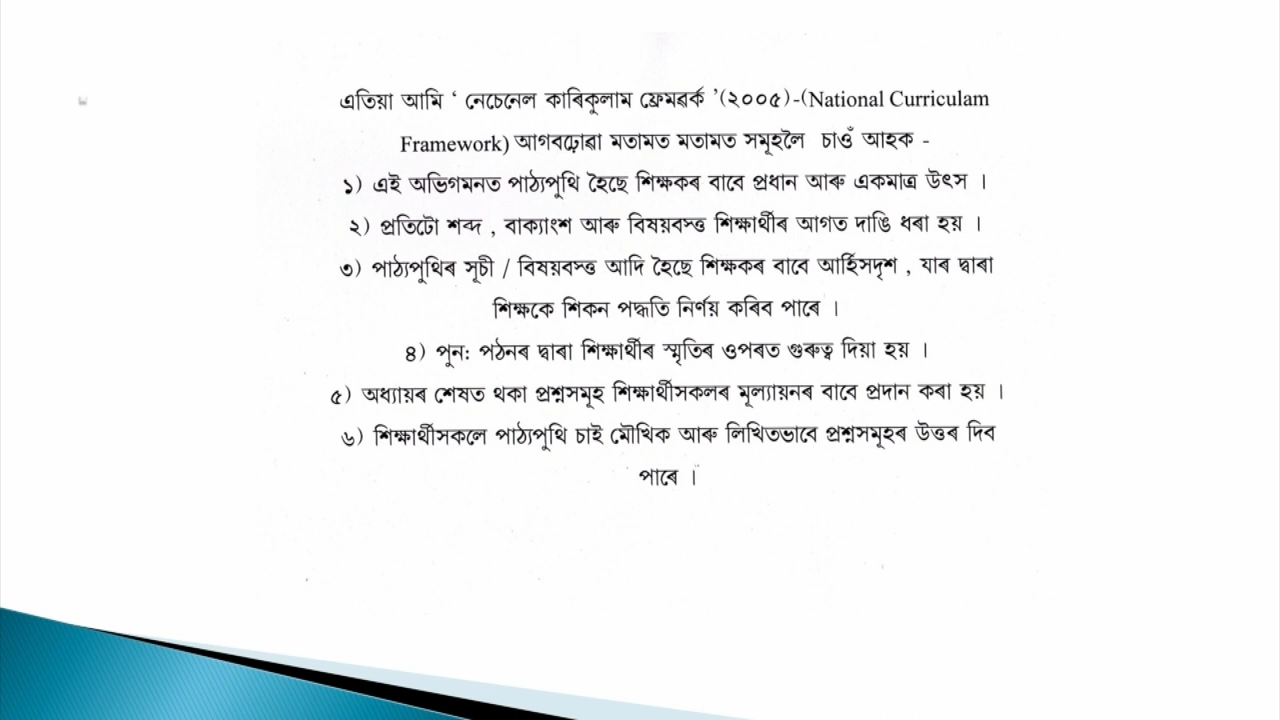 এতিয়া আমি ‘ নেচেনেল কাৰিকুলাম ফ্ৰেমৱৰ্ক ’(২০০৫)-(National Curriculam
Framework) আগবঢ়োৱা মতামত মতামত সমূহলৈ চাওঁ আহক -
১) এই অভিগমনত পাঠ্যপুথি হৈছে শিক্ষকৰ বাবে প্ৰধান আৰু একমাত্ৰ উৎস ।
২) প্ৰতিটো শব্দ , বাক্যাংশ আৰু বিষয়বস্তু শিক্ষাৰ্থীৰ আগত দাঙি ধৰা হয় ।
৩) পাঠ্যপুথিৰ সূচী / বিষয়বস্তু আদি হৈছে শিক্ষকৰ বাবে আৰ্হিসদৃশ , যাৰ দ্বাৰা
শিক্ষকে শিকন পদ্ধতি নিৰ্ণয় কৰিব পাৰে ।
৪) পুন: পঠনৰ দ্বাৰা শিক্ষাৰ্থীৰ স্মৃতিৰ ওপৰত গুৰুত্ব দিয়া হয় ।
৫) অধ্যায়ৰ শেষত থকা প্ৰশ্নসমূহ শিক্ষাৰ্থীসকলৰ মূল্যায়নৰ বাবে প্ৰদান কৰা হয় ।
৬) শিক্ষাৰ্থীসকলে পাঠ্যপুথি চাই মৌখিক আৰু লিখিতভাবে প্ৰশ্নসমূহৰ উত্তৰ দিব
পাৰে ।